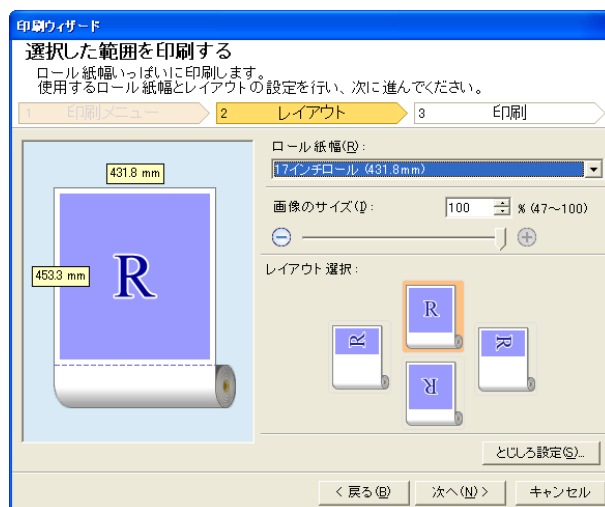 印刷ウィザード
選択した範囲を印刷する
ロール紙幅いっぱいに印刷します。
使用するロール紙幅とレイアウトの設定を行い、次に進んでください。
1 印刷メニュー 2 レイアウト 3 印刷
ロール紙幅(R):
17インチロール (431.8mm)
画像のサイズ(I): 100 % (47～100)
レイアウト選択:
431.8 mm
453.3 mm
R
R
R
R
R
とじしろ設定(S)...
< 戻る(B) 次へ(N) > キャンセル